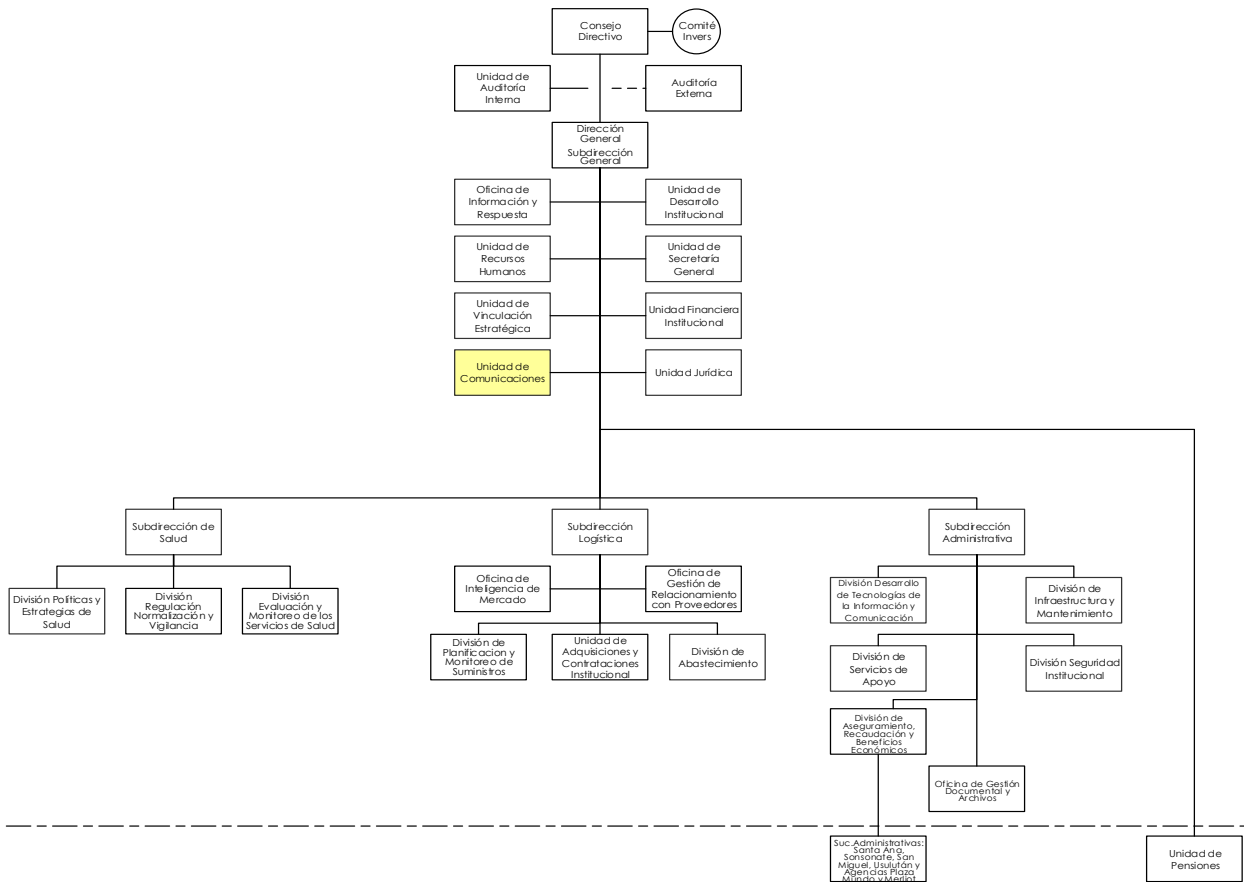 Consejo
Directivo
Comité
Invers
Unidad de
Auditoría
Interna
Auditoría
Externa
Dirección
General
Subdirección
General
Oficina de
Información y
Respuesta
Unidad de
Desarrollo
Institucional
Unidad de
Recursos
Humanos
Unidad de
Secretaría
General
Unidad de
Vinculación
Estratégica
Unidad Financiera
Institucional
Unidad de
Comunicaciones
Unidad Jurídica
Subdirección de
Salud
Subdirección
Logística
Subdirección
Administrativa
División Políticas y
Estrategias de
Salud
División
Regulación
Normalización y
Vigilancia
División
Evaluación y
Monitoreo de los
Servicios de Salud
Oficina de
Inteligencia de
Mercado
Oficina de
Gestión de
Relacionamiento
con Proveedores
División de
Planificacion y
Monitoreo de
Suministros
Unidad de
Adquisiciones y
Contrataciones
Institucional
División de
Abastecimiento
División Desarrollo
de Tecnologías de
la Información y
Comunicación
División de
Infraestructura y
Mantenimiento
División de
Servicios de
Apoyo
División Seguridad
Institucional
División de
Aseguramiento,
Recaudación y
Beneficios
Económicos
Oficina de Gestión
Documental y
Archivos
Suc.Administrativas:
Santa Ana,
Sonsonate, San
Miguel, Usulután y
Agencias Plaza
Mundo y Merliot
Unidad de
Pensiones